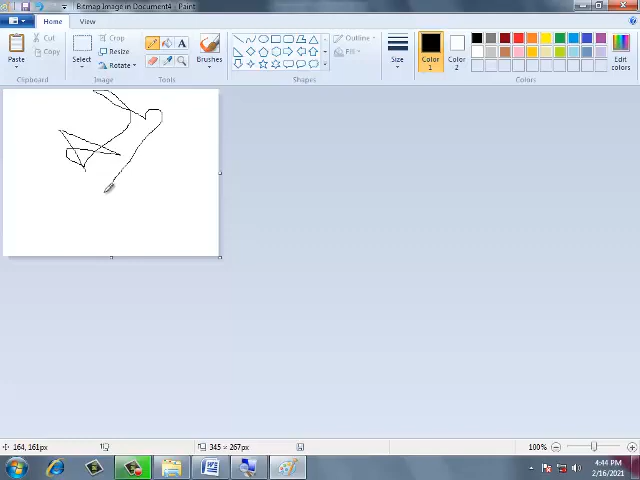 Bitmap Image in Document4 - Paint
Home
View
Paste
Cut
Copy
Clipboard
Select
Crop
Resize
Rotate
Image
A
Tools
Brushes
Shapes
Outline
Fill
Size
Color 1
Color 2
Edit colors
Colors
164, 161px
345 × 267px
100%
4:44 PM
2/16/2021